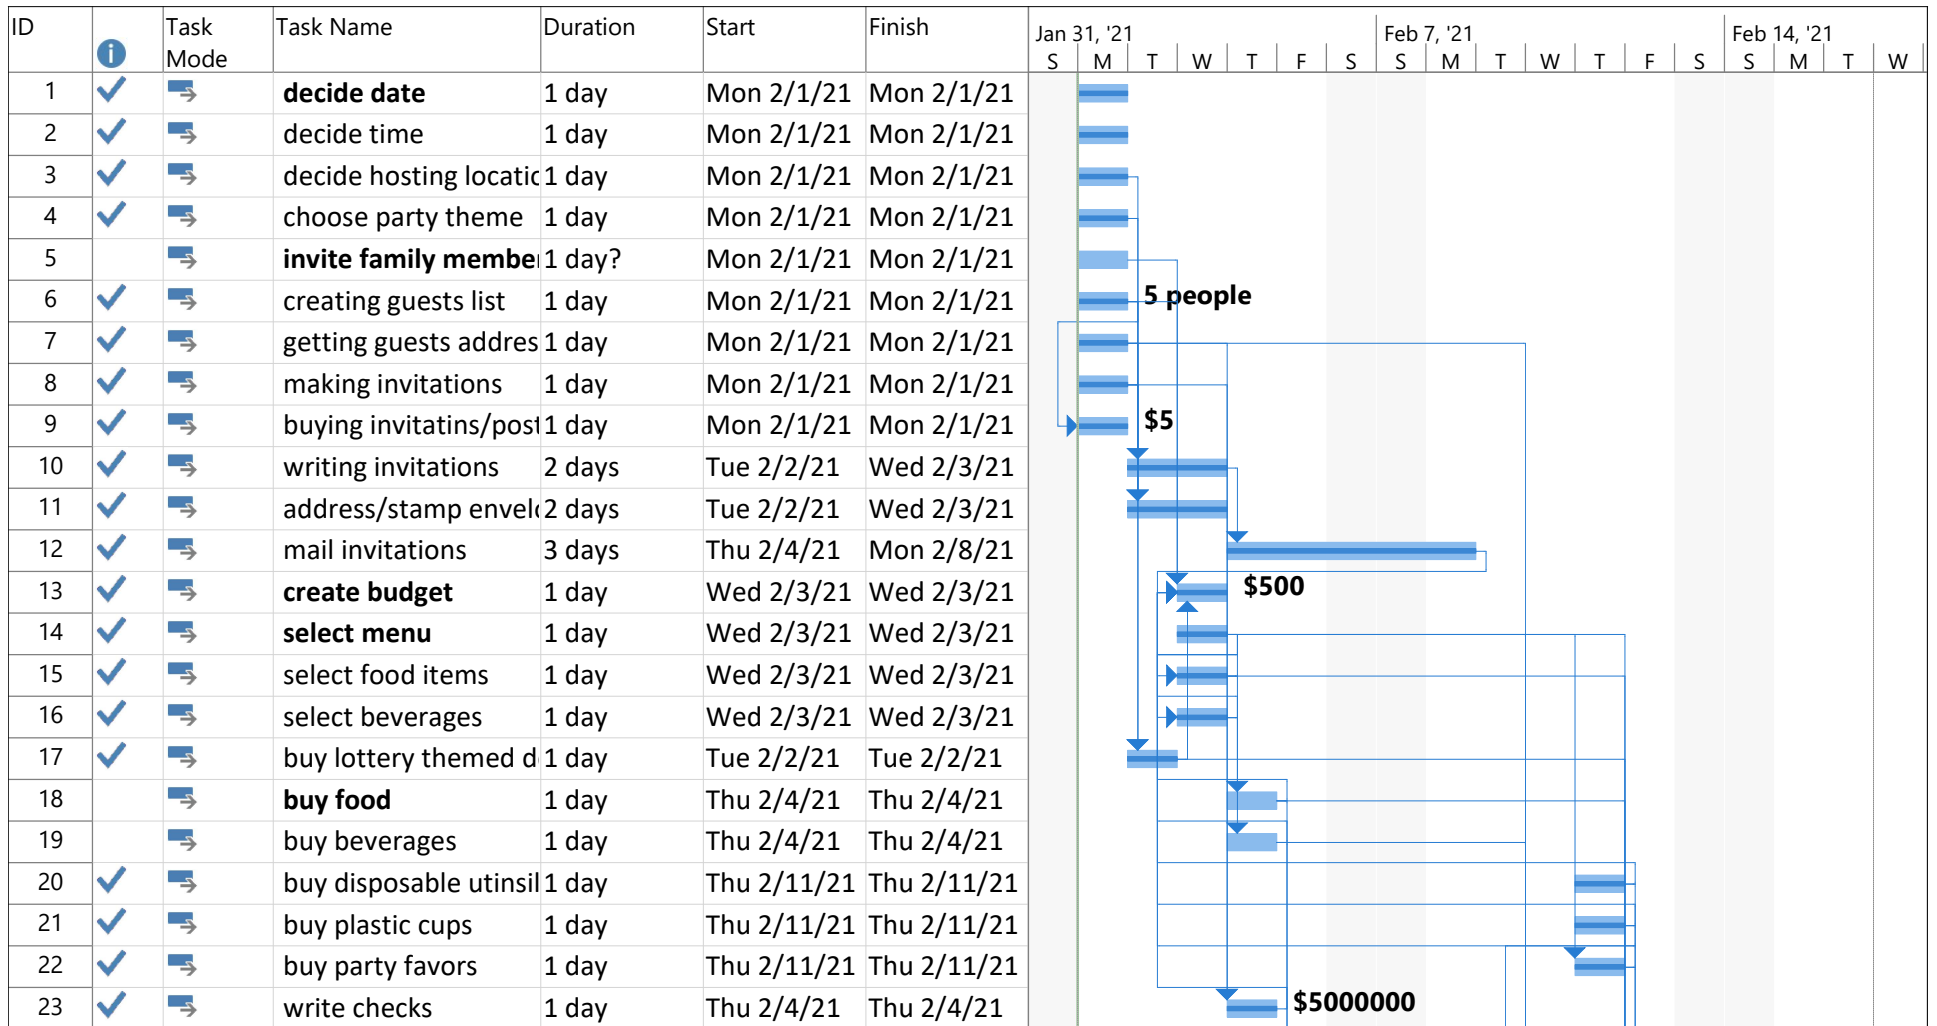 ID Task Mode Task Name Duration Start Finish Jan 31, '21 Feb 7, '21 Feb 14, '21
S M T W T F S S M T W T F S S M T W
1 decide date 1 day Mon 2/1/21 Mon 2/1/21
2 decide time 1 day Mon 2/1/21 Mon 2/1/21
3 decide hosting locatio 1 day Mon 2/1/21 Mon 2/1/21
4 choose party theme 1 day Mon 2/1/21 Mon 2/1/21
5 invite family member 1 day? Mon 2/1/21 Mon 2/1/21
6 creating guests list 1 day Mon 2/1/21 Mon 2/1/21 5 people
7 getting guests addres 1 day Mon 2/1/21 Mon 2/1/21
8 making invitations 1 day Mon 2/1/21 Mon 2/1/21
9 buying invitatins/post 1 day Mon 2/1/21 Mon 2/1/21 $5
10 writing invitations 2 days Tue 2/2/21 Wed 2/3/21
11 address/stamp envelo 2 days Tue 2/2/21 Wed 2/3/21
12 mail invitations 3 days Thu 2/4/21 Mon 2/8/21
13 create budget 1 day Wed 2/3/21 Wed 2/3/21 $500
14 select menu 1 day Wed 2/3/21 Wed 2/3/21
15 select food items 1 day Wed 2/3/21 Wed 2/3/21
16 select beverages 1 day Wed 2/3/21 Wed 2/3/21
17 buy lottery themed d 1 day Tue 2/2/21 Tue 2/2/21
18 buy food 1 day Thu 2/4/21 Thu 2/4/21
19 buy beverages 1 day Thu 2/4/21 Thu 2/4/21
20 buy disposable utinsil 1 day Thu 2/11/21 Thu 2/11/21
21 buy plastic cups 1 day Thu 2/11/21 Thu 2/11/21
22 buy party favors 1 day Thu 2/11/21 Thu 2/11/21
23 write checks 1 day Thu 2/4/21 Thu 2/4/21 $5000000